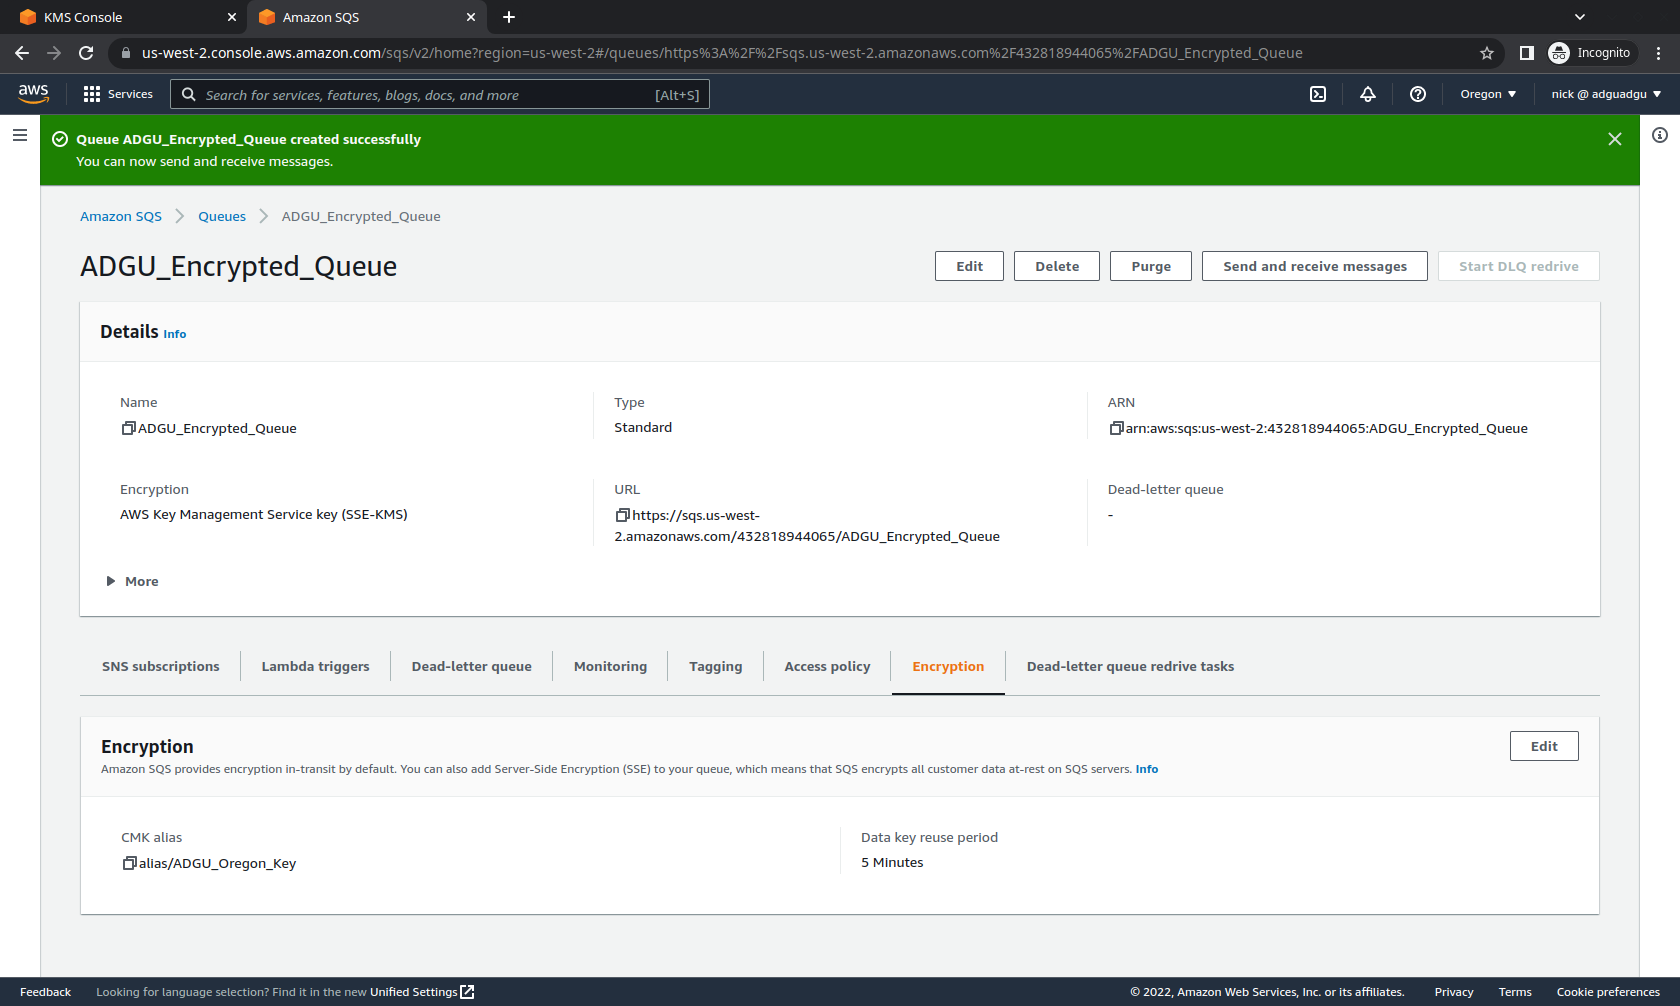 KMS Console
Amazon SQS
us-west-2.console.aws.amazon.com/sqs/v2/home?region=us-west-2#/queues/https%3A%2F%2Fsqs.us-west-2.amazonaws.com%2F432818944065%2FADGU_Encrypted_Queue
Incognito
aws
Services
Search for services, features, blogs, docs, and more
[Alt+S]
Oregon
nick @ adguadgu
Queue ADGU_Encrypted_Queue created successfully
You can now send and receive messages.
Amazon SQS
Queues
ADGU_Encrypted_Queue
ADGU_Encrypted_Queue
Edit
Delete
Purge
Send and receive messages
Start DLQ redrive
Details Info
Name
ADGU_Encrypted_Queue
Type
Standard
ARN
arn:aws:sqs:us-west-2:432818944065:ADGU_Encrypted_Queue
Encryption
AWS Key Management Service key (SSE-KMS)
URL
https://sqs.us-west-
2.amazonaws.com/432818944065/ADGU_Encrypted_Queue
Dead-letter queue
-
More
SNS subscriptions
Lambda triggers
Dead-letter queue
Monitoring
Tagging
Access policy
Encryption
Dead-letter queue redrive tasks
Encryption
Amazon SQS provides encryption in-transit by default. You can also add Server-Side Encryption (SSE) to your queue, which means that SQS encrypts all customer data at-rest on SQS servers. Info
Edit
CMK alias
alias/ADGU_Oregon_Key
Data key reuse period
5 Minutes
Feedback
Looking for language selection? Find it in the new Unified Settings
© 2022, Amazon Web Services, Inc. or its affiliates.
Privacy
Terms
Cookie preferences